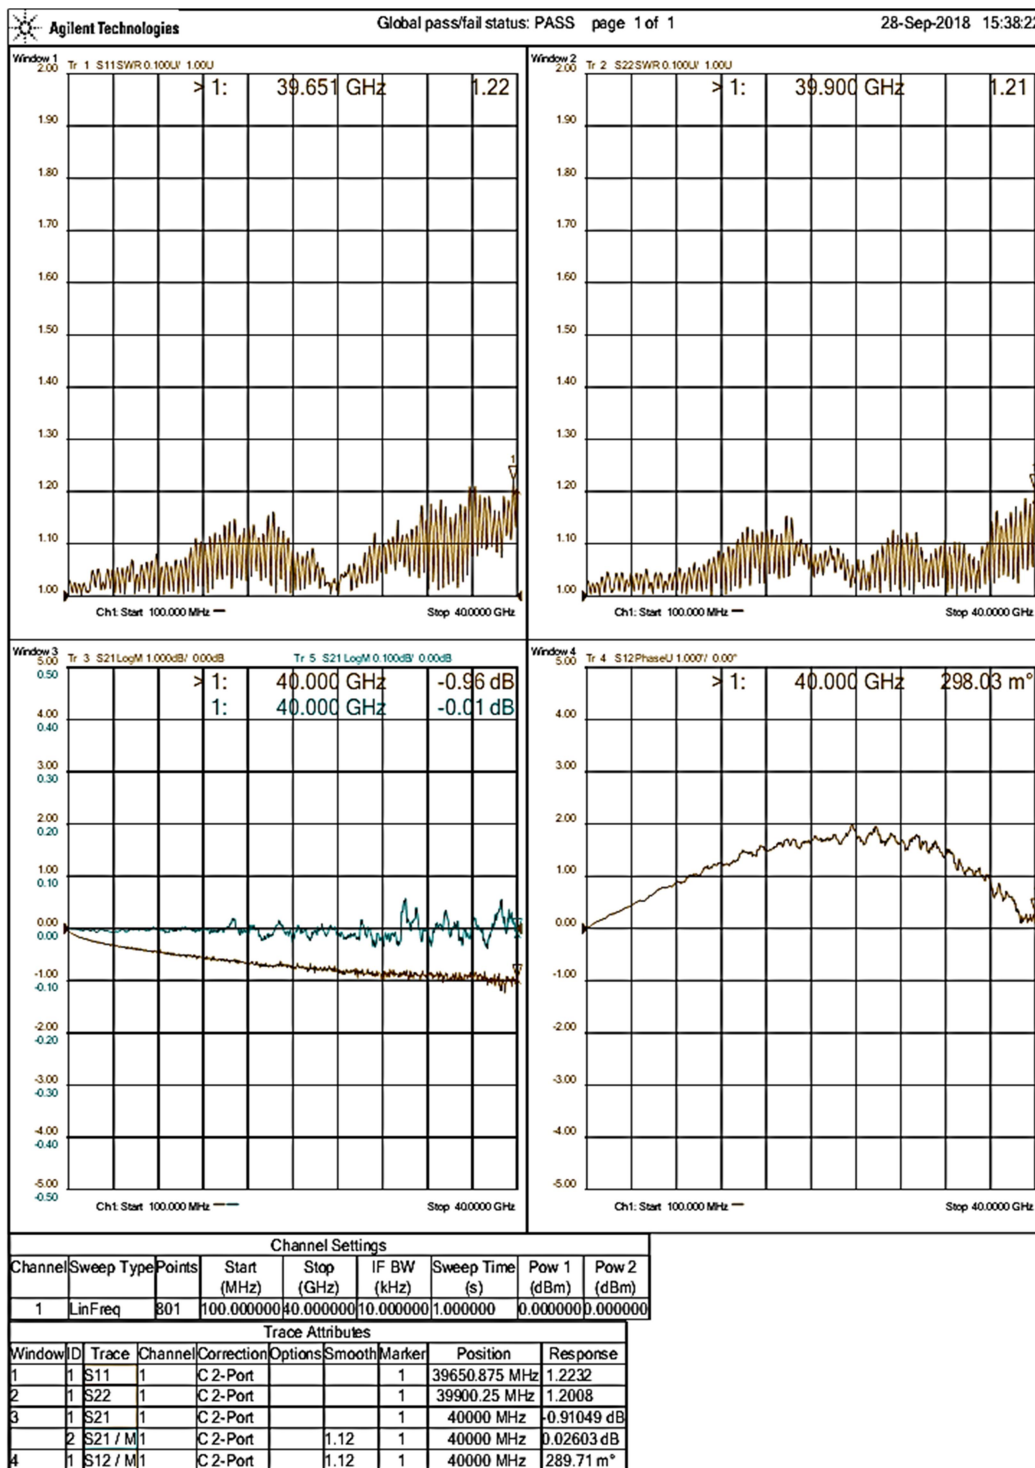 Agilent Technologies Global pass/fail status: PASS page 1 of 1 28-Sep-2018 15:38:22
Window 1
2.00 Tr 1 S11 SWR 0.100U/ 1.00U
> 1: 39.651 GHz 1.22
1.90
1.80
1.70
1.60
1.50
1.40
1.30
1
1.20
1.10
1.00
Ch1: Start 100.000 MHz Stop 40.0000 GHz
Window 2
2.00 Tr 2 S22 SWR 0.100U/ 1.00U
> 1: 39.900 GHz 1.21
1.90
1.80
1.70
1.60
1.50
1.40
1.30
1.20
1.10
1.00
Ch1: Start 100.000 MHz Stop 40.0000 GHz
Window 3
5.00 Tr 3 S21 LogM 1.000dB/ 0.00dB Tr 5 S21 LogM 0.100dB/ 0.00dB
0.50
> 1: 40.000 GHz -0.96 dB
1: 40.000 GHz -0.01 dB
4.00
0.40
3.00
0.30
2.00
0.20
1.00
0.10
0.00
0.00
-1.00
-0.10
-2.00
-0.20
-3.00
-0.30
-4.00
-0.40
-5.00
-0.50
Ch1: Start 100.000 MHz Stop 40.0000 GHz
Window 4
5.00 Tr 4 S12 PhaseU 1.000°/ 0.00°
> 1: 40.000 GHz 298.03 m°
4.00
3.00
2.00
1.00
0.00
-1.00
-2.00
-3.00
-4.00
-5.00
Ch1: Start 100.000 MHz Stop 40.0000 GHz
Channel Settings
Channel Sweep Type Points Start (MHz) Stop (GHz) IF BW (kHz) Sweep Time (s) Pow 1 (dBm) Pow 2 (dBm)
1 LinFreq 801 100.000000 40.000000 10.000000 1.000000 0.000000 0.000000
Trace Attributes
Window ID Trace Channel Correction Options Smooth Marker Position Response
1 1 S11 1 C 2-Port 1 39650.875 MHz 1.2232
2 1 S22 1 C 2-Port 1 39900.25 MHz 1.2008
3 1 S21 1 C 2-Port 1 40000 MHz -0.91049 dB
2 S21 / M 1 C 2-Port 1.12 1 40000 MHz 0.02603 dB
4 1 S12 / M 1 C 2-Port 1.12 1 40000 MHz 289.71 m°